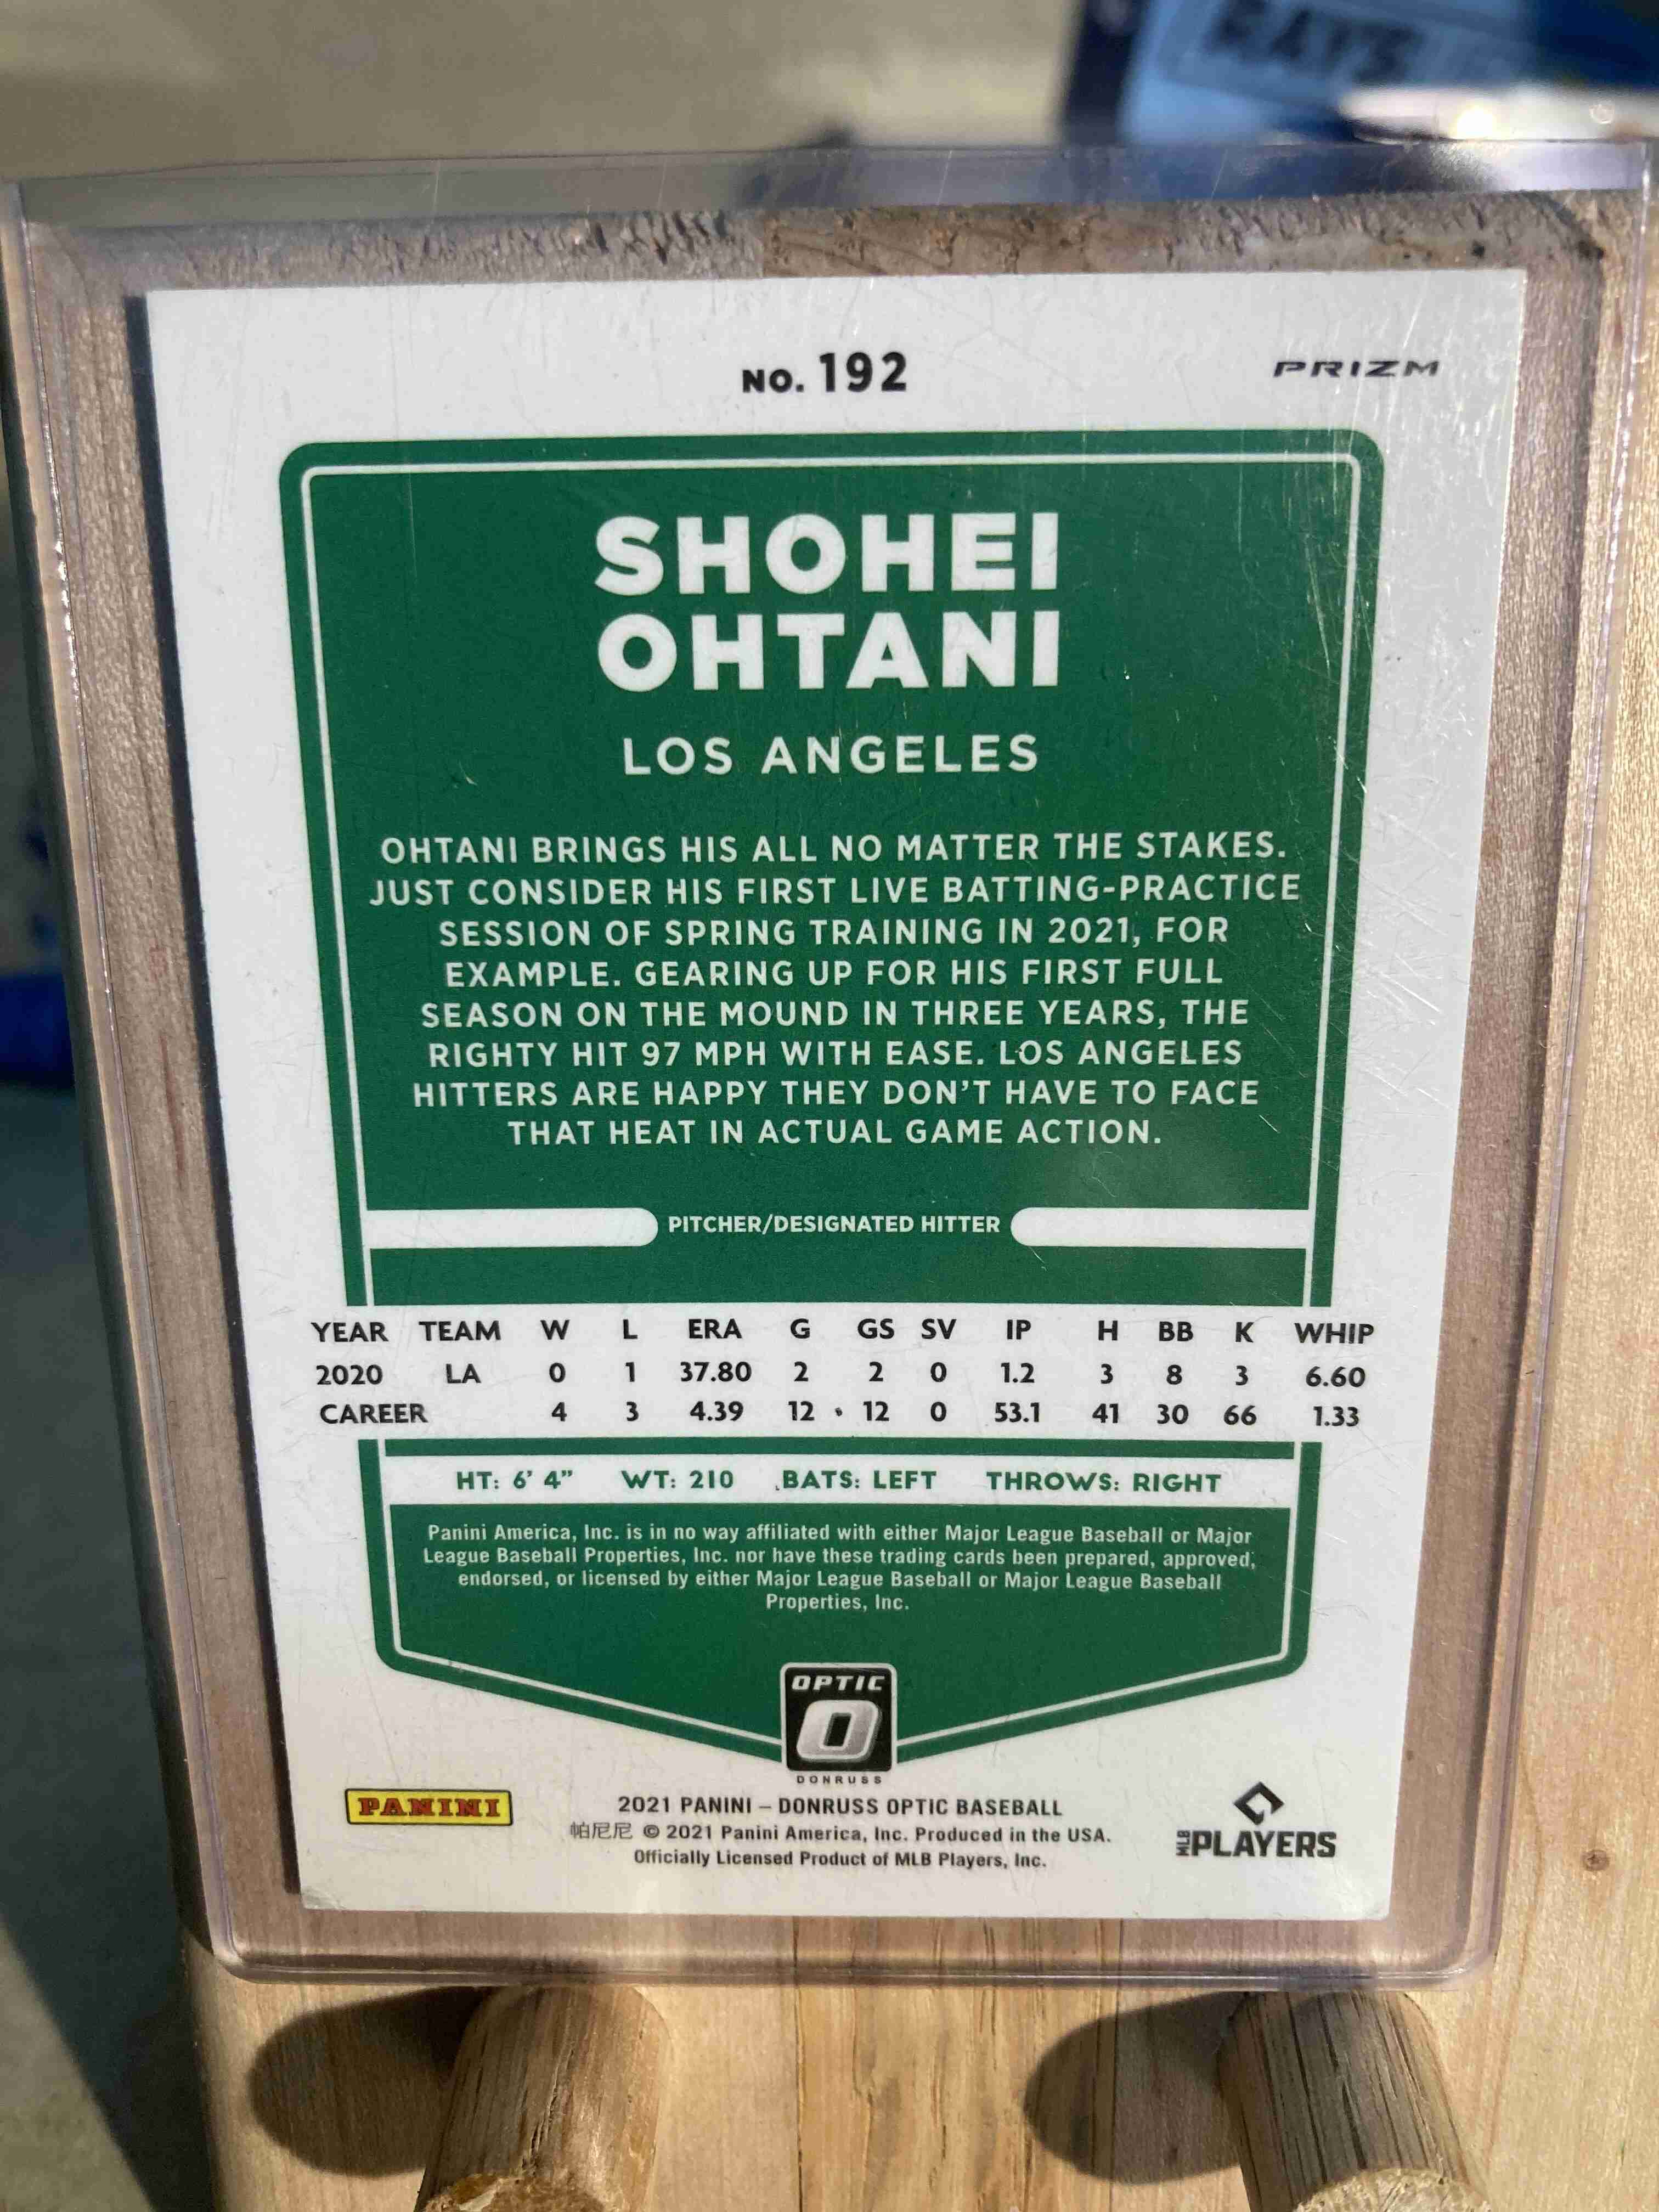 RAYS
NO. 192
PRIZM
SHOHEI
OHTANI
LOS ANGELES
OHTANI BRINGS HIS ALL NO MATTER THE STAKES.
JUST CONSIDER HIS FIRST LIVE BATTING-PRACTICE
SESSION OF SPRING TRAINING IN 2021, FOR
EXAMPLE. GEARING UP FOR HIS FIRST FULL
SEASON ON THE MOUND IN THREE YEARS, THE
RIGHTY HIT 97 MPH WITH EASE. LOS ANGELES
HITTERS ARE HAPPY THEY DON'T HAVE TO FACE
THAT HEAT IN ACTUAL GAME ACTION.
PITCHER/DESIGNATED HITTER
YEAR TEAM W L ERA G GS SV IP H BB K WHIP
2020 LA 0 1 37.80 2 2 0 1.2 3 8 3 6.60
CAREER 4 3 4.39 12 12 0 53.1 41 30 66 1.33
HT: 6' 4" WT: 210 BATS: LEFT THROWS: RIGHT
Panini America, Inc. is in no way affiliated with either Major League Baseball or Major
League Baseball Properties, Inc. nor have these trading cards been prepared, approved,
endorsed, or licensed by either Major League Baseball or Major League Baseball
Properties, Inc.
OPTIC
O
DONRUSS
PANINI
2021 PANINI – DONRUSS OPTIC BASEBALL
帕尼尼 © 2021 Panini America, Inc. Produced in the USA.
Officially Licensed Product of MLB Players, Inc.
MLB PLAYERS